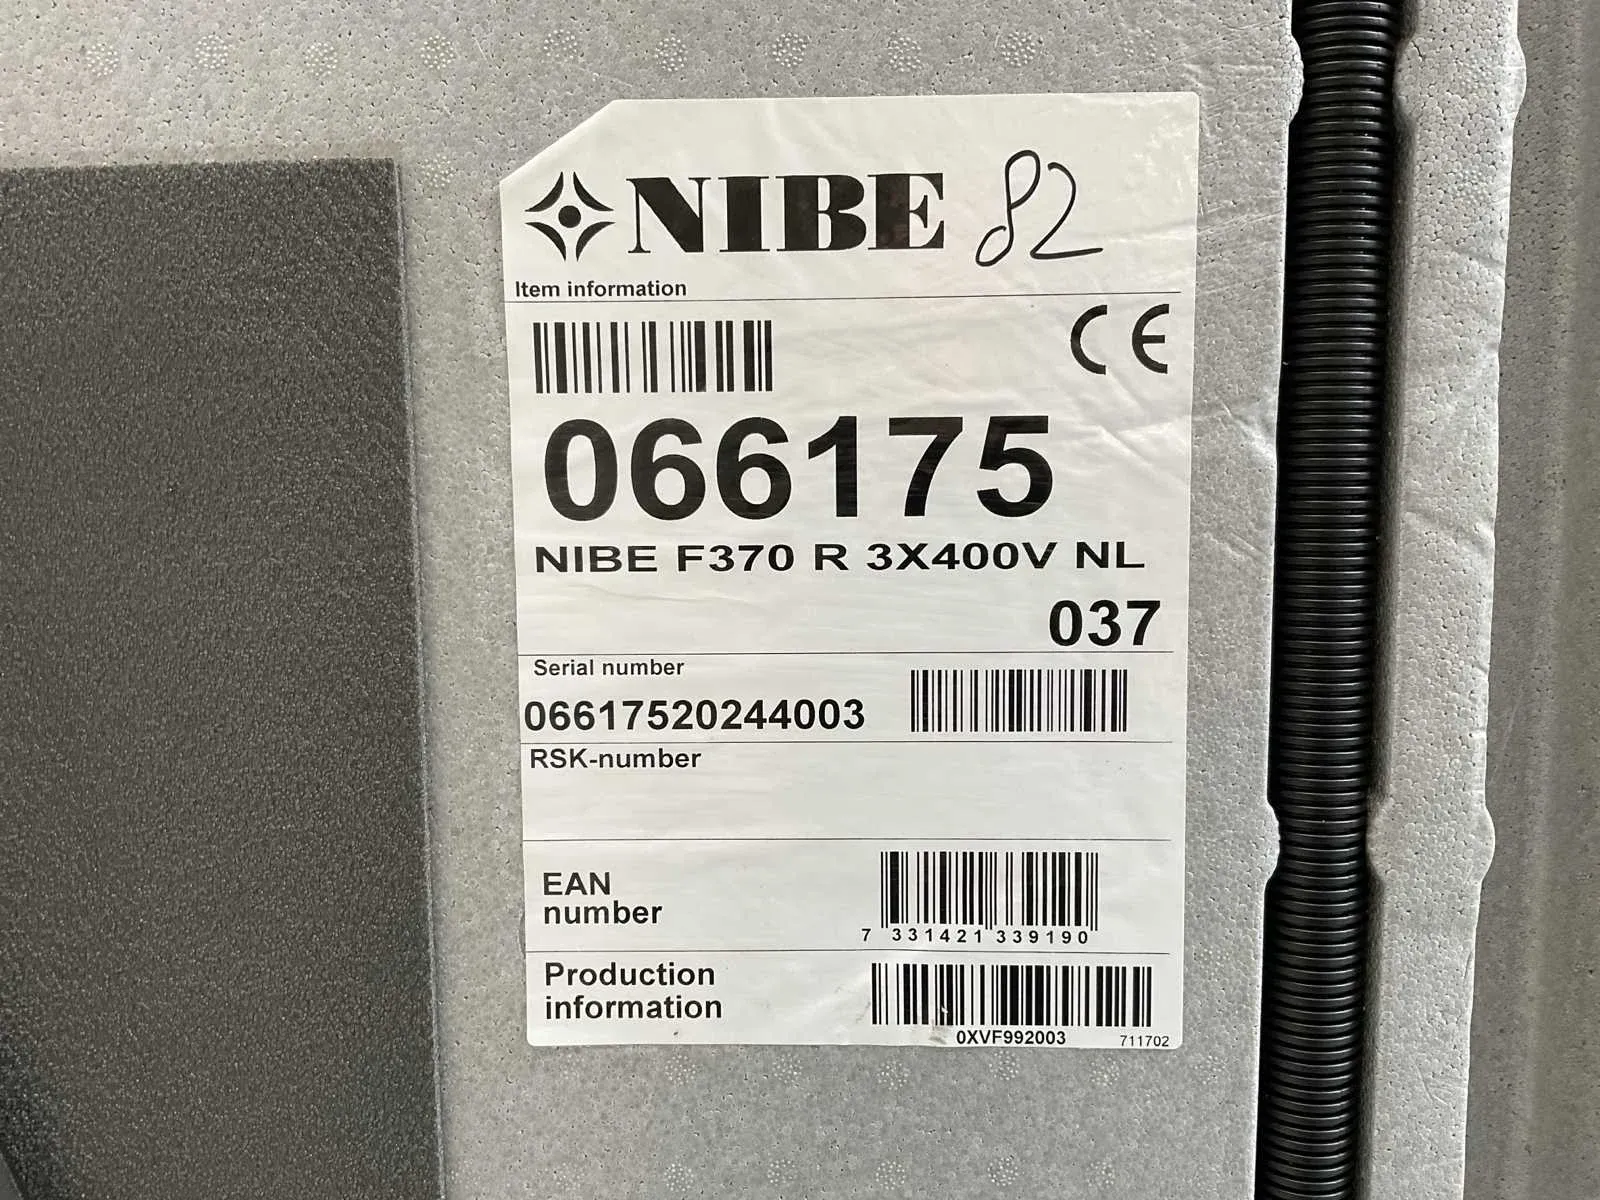 NIBE 82
Item information
CE
066175
NIBE F370 R 3X400V NL
037
Serial number
06617520244003
RSK-number
EAN
number
7 331421 339190
Production
information
0XVF992003
711702